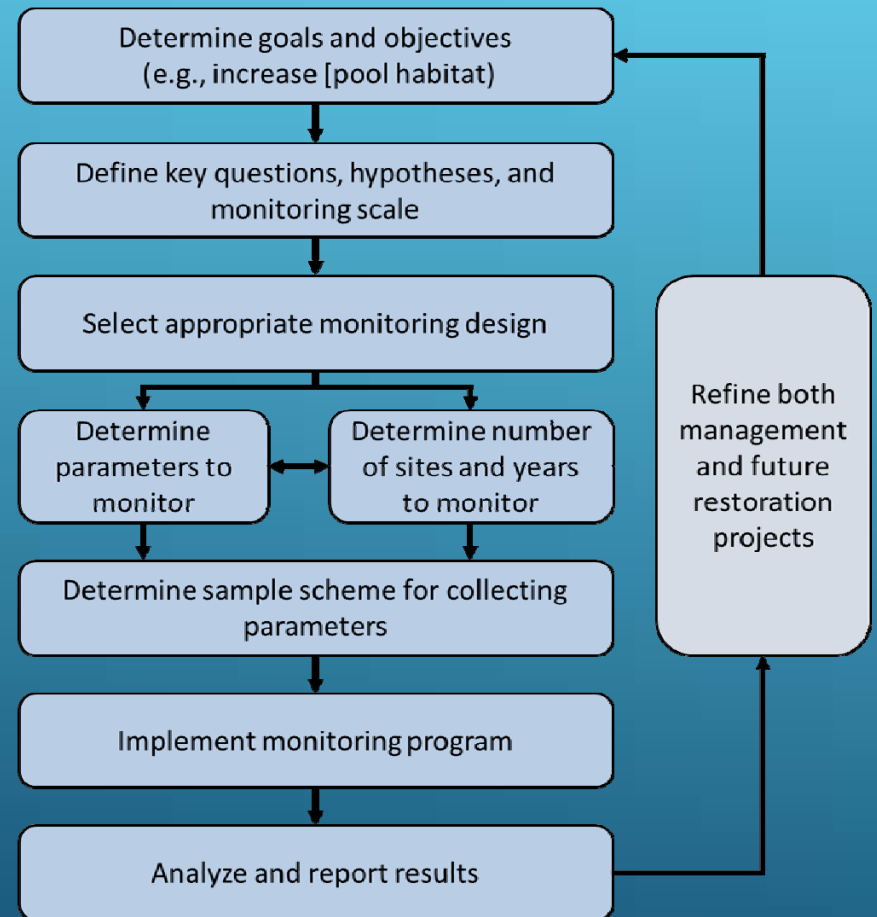 Determine goals and objectives
(e.g., increase [pool habitat)
Define key questions, hypotheses, and
monitoring scale
Select appropriate monitoring design
Determine
parameters to
monitor
Determine number
of sites and years
to monitor
Determine sample scheme for collecting
parameters
Implement monitoring program
Analyze and report results
Refine both
management
and future
restoration
projects